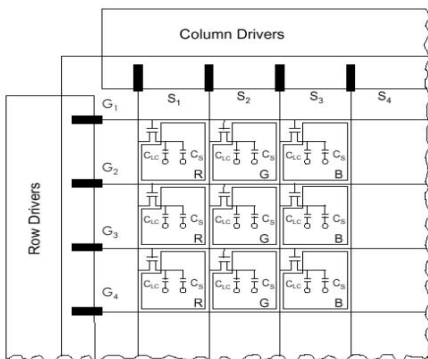 Column Drivers
S1 S2 S3 S4
G1
CLC CS CLC CS CLC CS
R G B
G2
CLC CS CLC CS CLC CS
R G B
G3
CLC CS CLC CS CLC CS
R G B
G4
Row Drivers